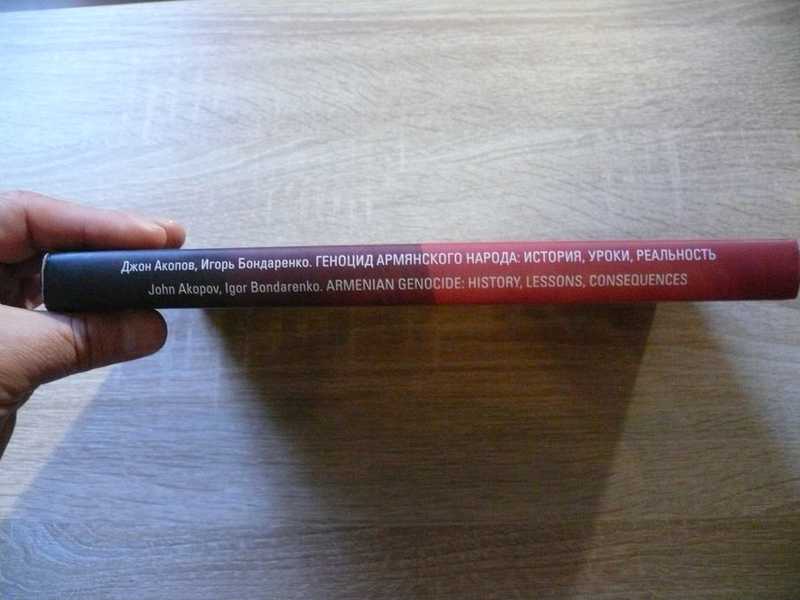 Джон Акопов, Игорь Бондаренко. ГЕНОЦИД АРМЯНСКОГО НАРОДА: ИСТОРИЯ, УРОКИ, РЕАЛЬНОСТЬ
John Akopov, Igor Bondarenko. ARMENIAN GENOCIDE: HISTORY, LESSONS, CONSEQUENCES